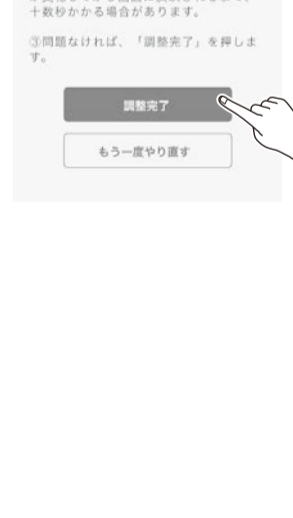 十数秒かかる場合があります。
③問題なければ、「調整完了」を押しま
す。
調整完了
もう一度やり直す